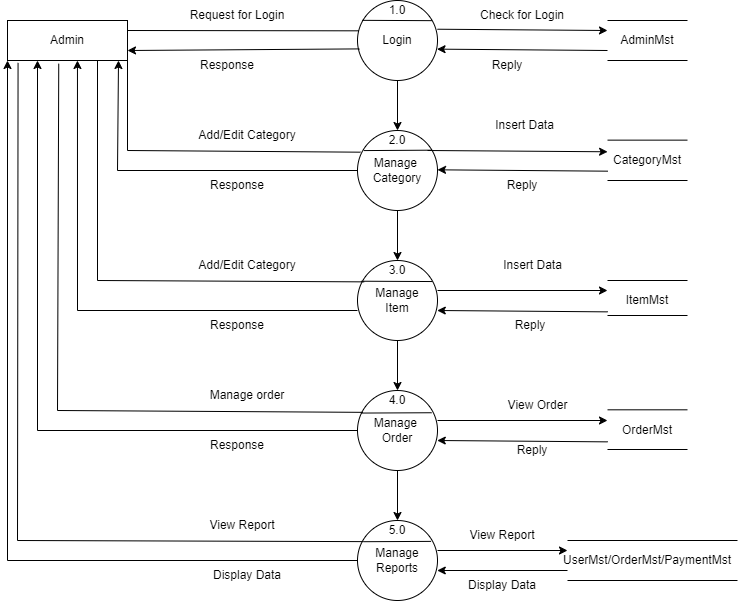 Request for Login
1.0
Check for Login
Admin
Login
AdminMst
Response
Reply
Add/Edit Category
2.0
Insert Data
Manage
Category
CategoryMst
Response
Reply
Add/Edit Category
3.0
Insert Data
Manage
Item
ItemMst
Response
Reply
Manage order
4.0
View Order
Manage
Order
OrderMst
Response
Reply
View Report
5.0
View Report
Manage
Reports
UserMst/OrderMst/PaymentMst
Display Data
Display Data